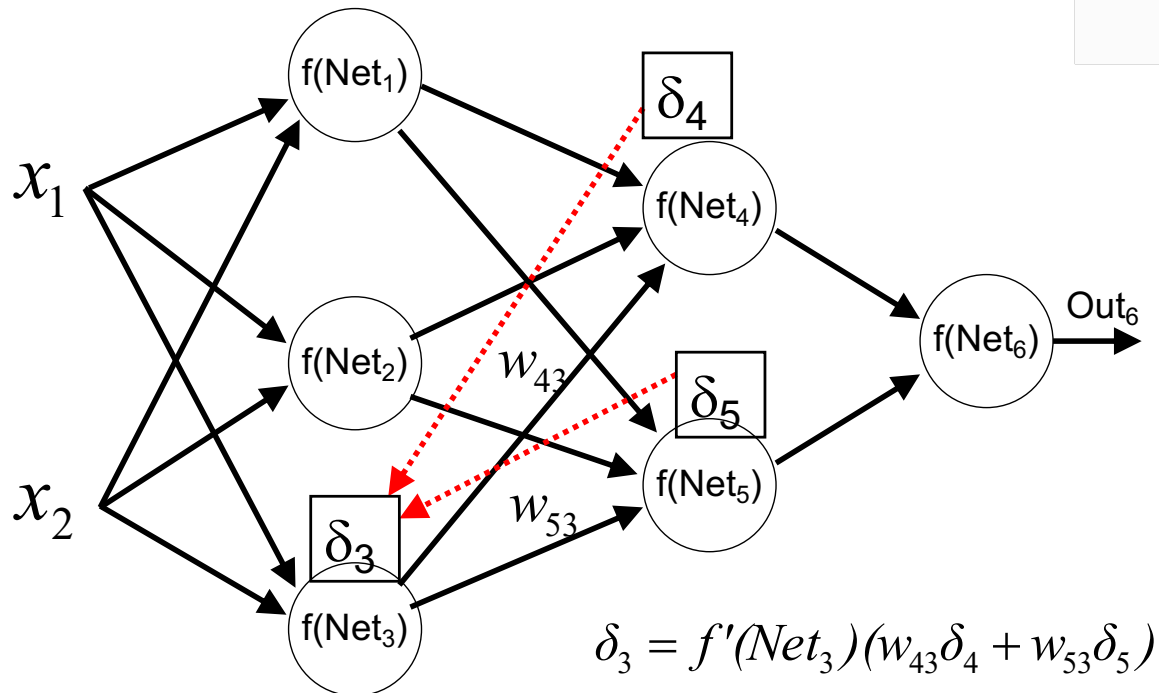 f(Net₁)
δ₄
x₁
f(Net₄)
Out₆
f(Net₆)
f(Net₂)
w₄₃
δ₅
f(Net₅)
x₂
w₅₃
δ₃
f(Net₃)
δ₃ = f'(Net₃)(w₄₃δ₄ + w₅₃δ₅)